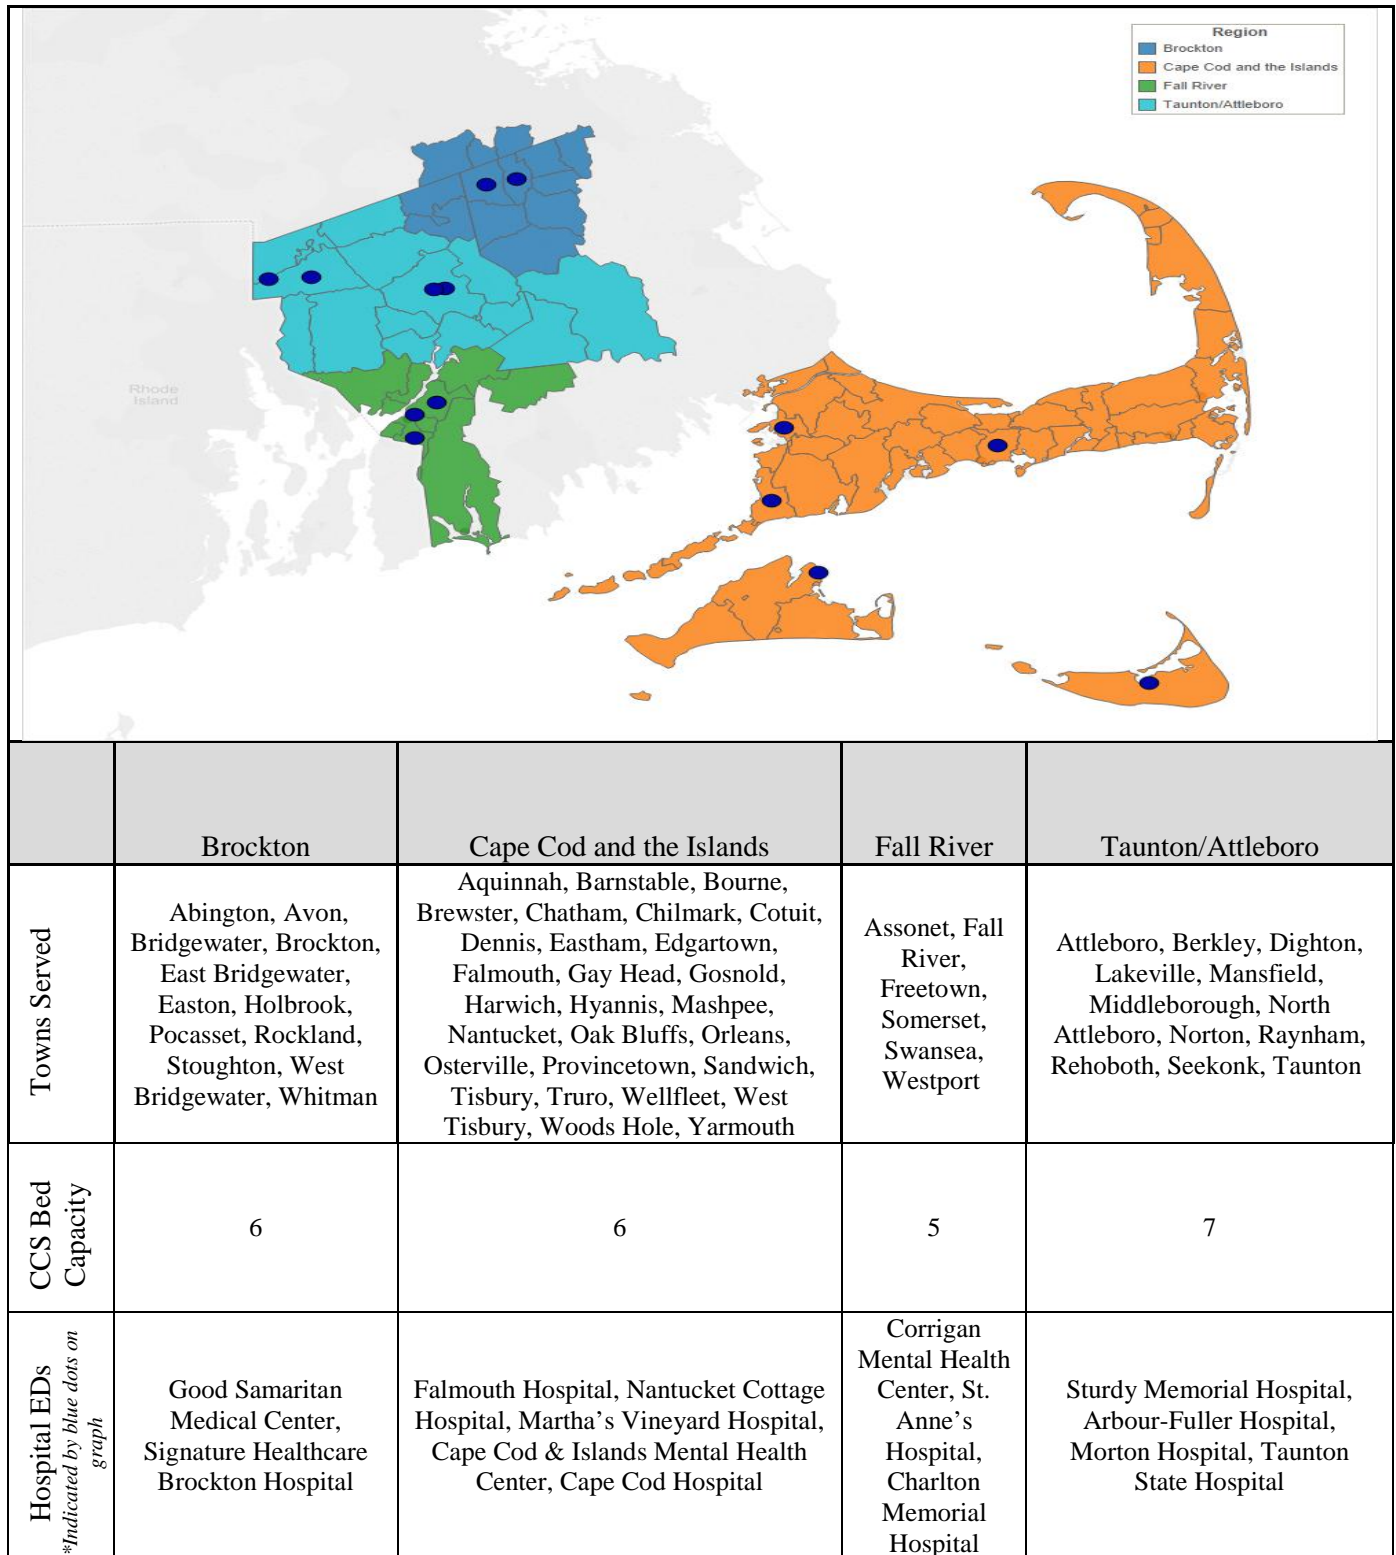 Region
Brockton
Cape Cod and the Islands
Fall River
Taunton/Attleboro
Rhode
Island
Brockton
Cape Cod and the Islands
Fall River
Taunton/Attleboro
Towns Served
Abington, Avon,
Bridgewater, Brockton,
East Bridgewater,
Easton, Holbrook,
Pocasset, Rockland,
Stoughton, West
Bridgewater, Whitman
Aquinnah, Barnstable, Bourne,
Brewster, Chatham, Chilmark, Cotuit,
Dennis, Eastham, Edgartown,
Falmouth, Gay Head, Gosnold,
Harwich, Hyannis, Mashpee,
Nantucket, Oak Bluffs, Orleans,
Osterville, Provincetown, Sandwich,
Tisbury, Truro, Wellfleet, West
Tisbury, Woods Hole, Yarmouth
Assonet, Fall
River,
Freetown,
Somerset,
Swansea,
Westport
Attleboro, Berkley, Dighton,
Lakeville, Mansfield,
Middleborough, North
Attleboro, Norton, Raynham,
Rehoboth, Seekonk, Taunton
CCS Bed
Capacity
6
6
5
7
Hospital EDs
*Indicated by blue dots on
graph
Good Samaritan
Medical Center,
Signature Healthcare
Brockton Hospital
Falmouth Hospital, Nantucket Cottage
Hospital, Martha’s Vineyard Hospital,
Cape Cod & Islands Mental Health
Center, Cape Cod Hospital
Corrigan
Mental Health
Center, St.
Anne’s
Hospital,
Charlton
Memorial
Hospital
Sturdy Memorial Hospital,
Arbour-Fuller Hospital,
Morton Hospital, Taunton
State Hospital